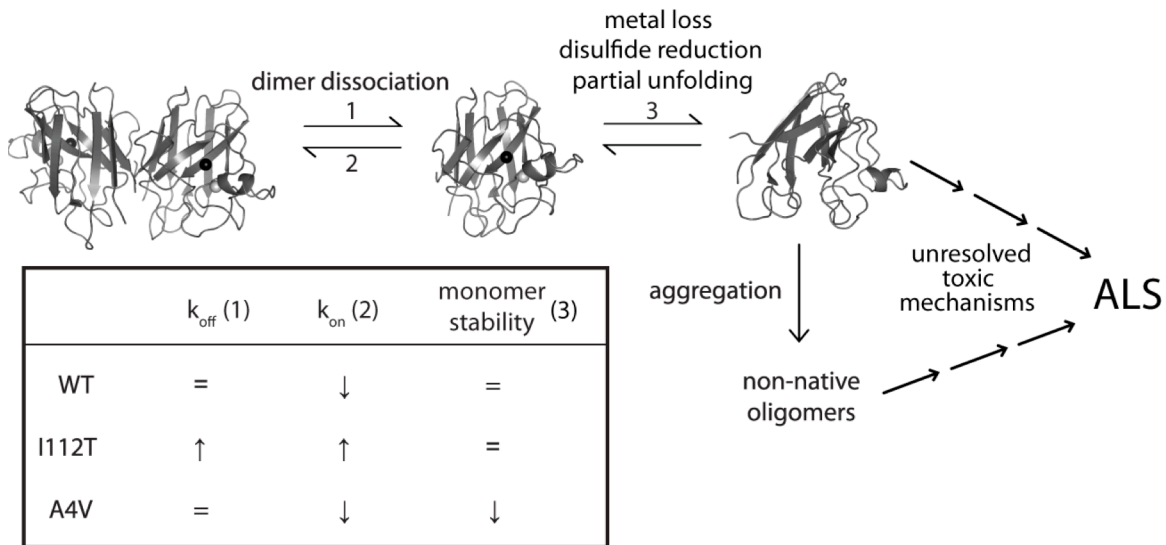 metal loss
disulfide reduction
partial unfolding
dimer dissociation
1
2
3
k_off (1) k_on (2) monomer stability (3)
WT = ↓ =
I112T ↑ ↑ =
A4V = ↓ ↓
aggregation
non-native
oligomers
unresolved
toxic
mechanisms
ALS